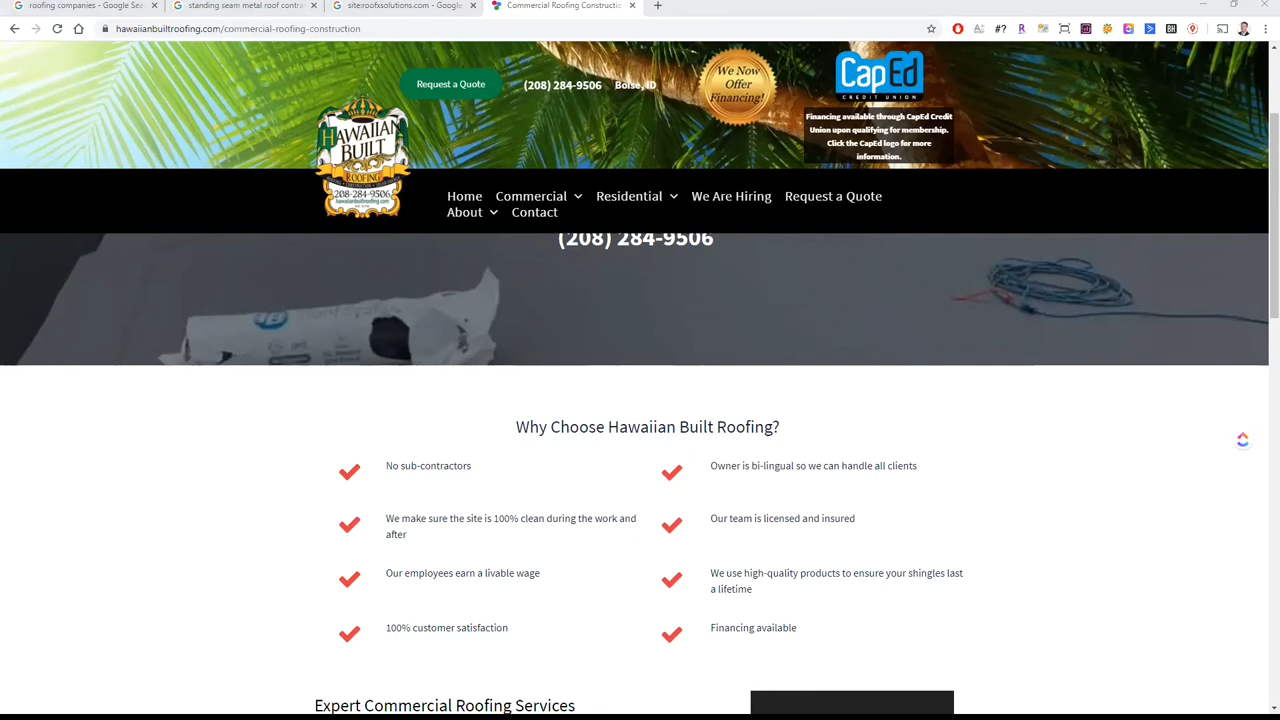 roofing companies - Google Sea
standing seam metal roof contra
siteroofxsolutions.com - Google
Commercial Roofing Constructio
hawaiianbuiltroofing.com/commercial-roofing-construction
Request a Quote
(208) 284-9506
Boise, ID
We Now
Offer
Financing!
CapEd
CREDIT UNION
Financing available through CapEd Credit
Union upon qualifying for membership.
Click the CapEd logo for more
information.
HAWAIIAN
BUILT
ROOFING
208-284-9506
hawaiianbuiltroofing.com
Home
Commercial
Residential
We Are Hiring
Request a Quote
About
Contact
(208) 284-9506
Why Choose Hawaiian Built Roofing?
No sub-contractors
Owner is bi-lingual so we can handle all clients
We make sure the site is 100% clean during the work and
after
Our team is licensed and insured
Our employees earn a livable wage
We use high-quality products to ensure your shingles last
a lifetime
100% customer satisfaction
Financing available
Expert Commercial Roofing Services